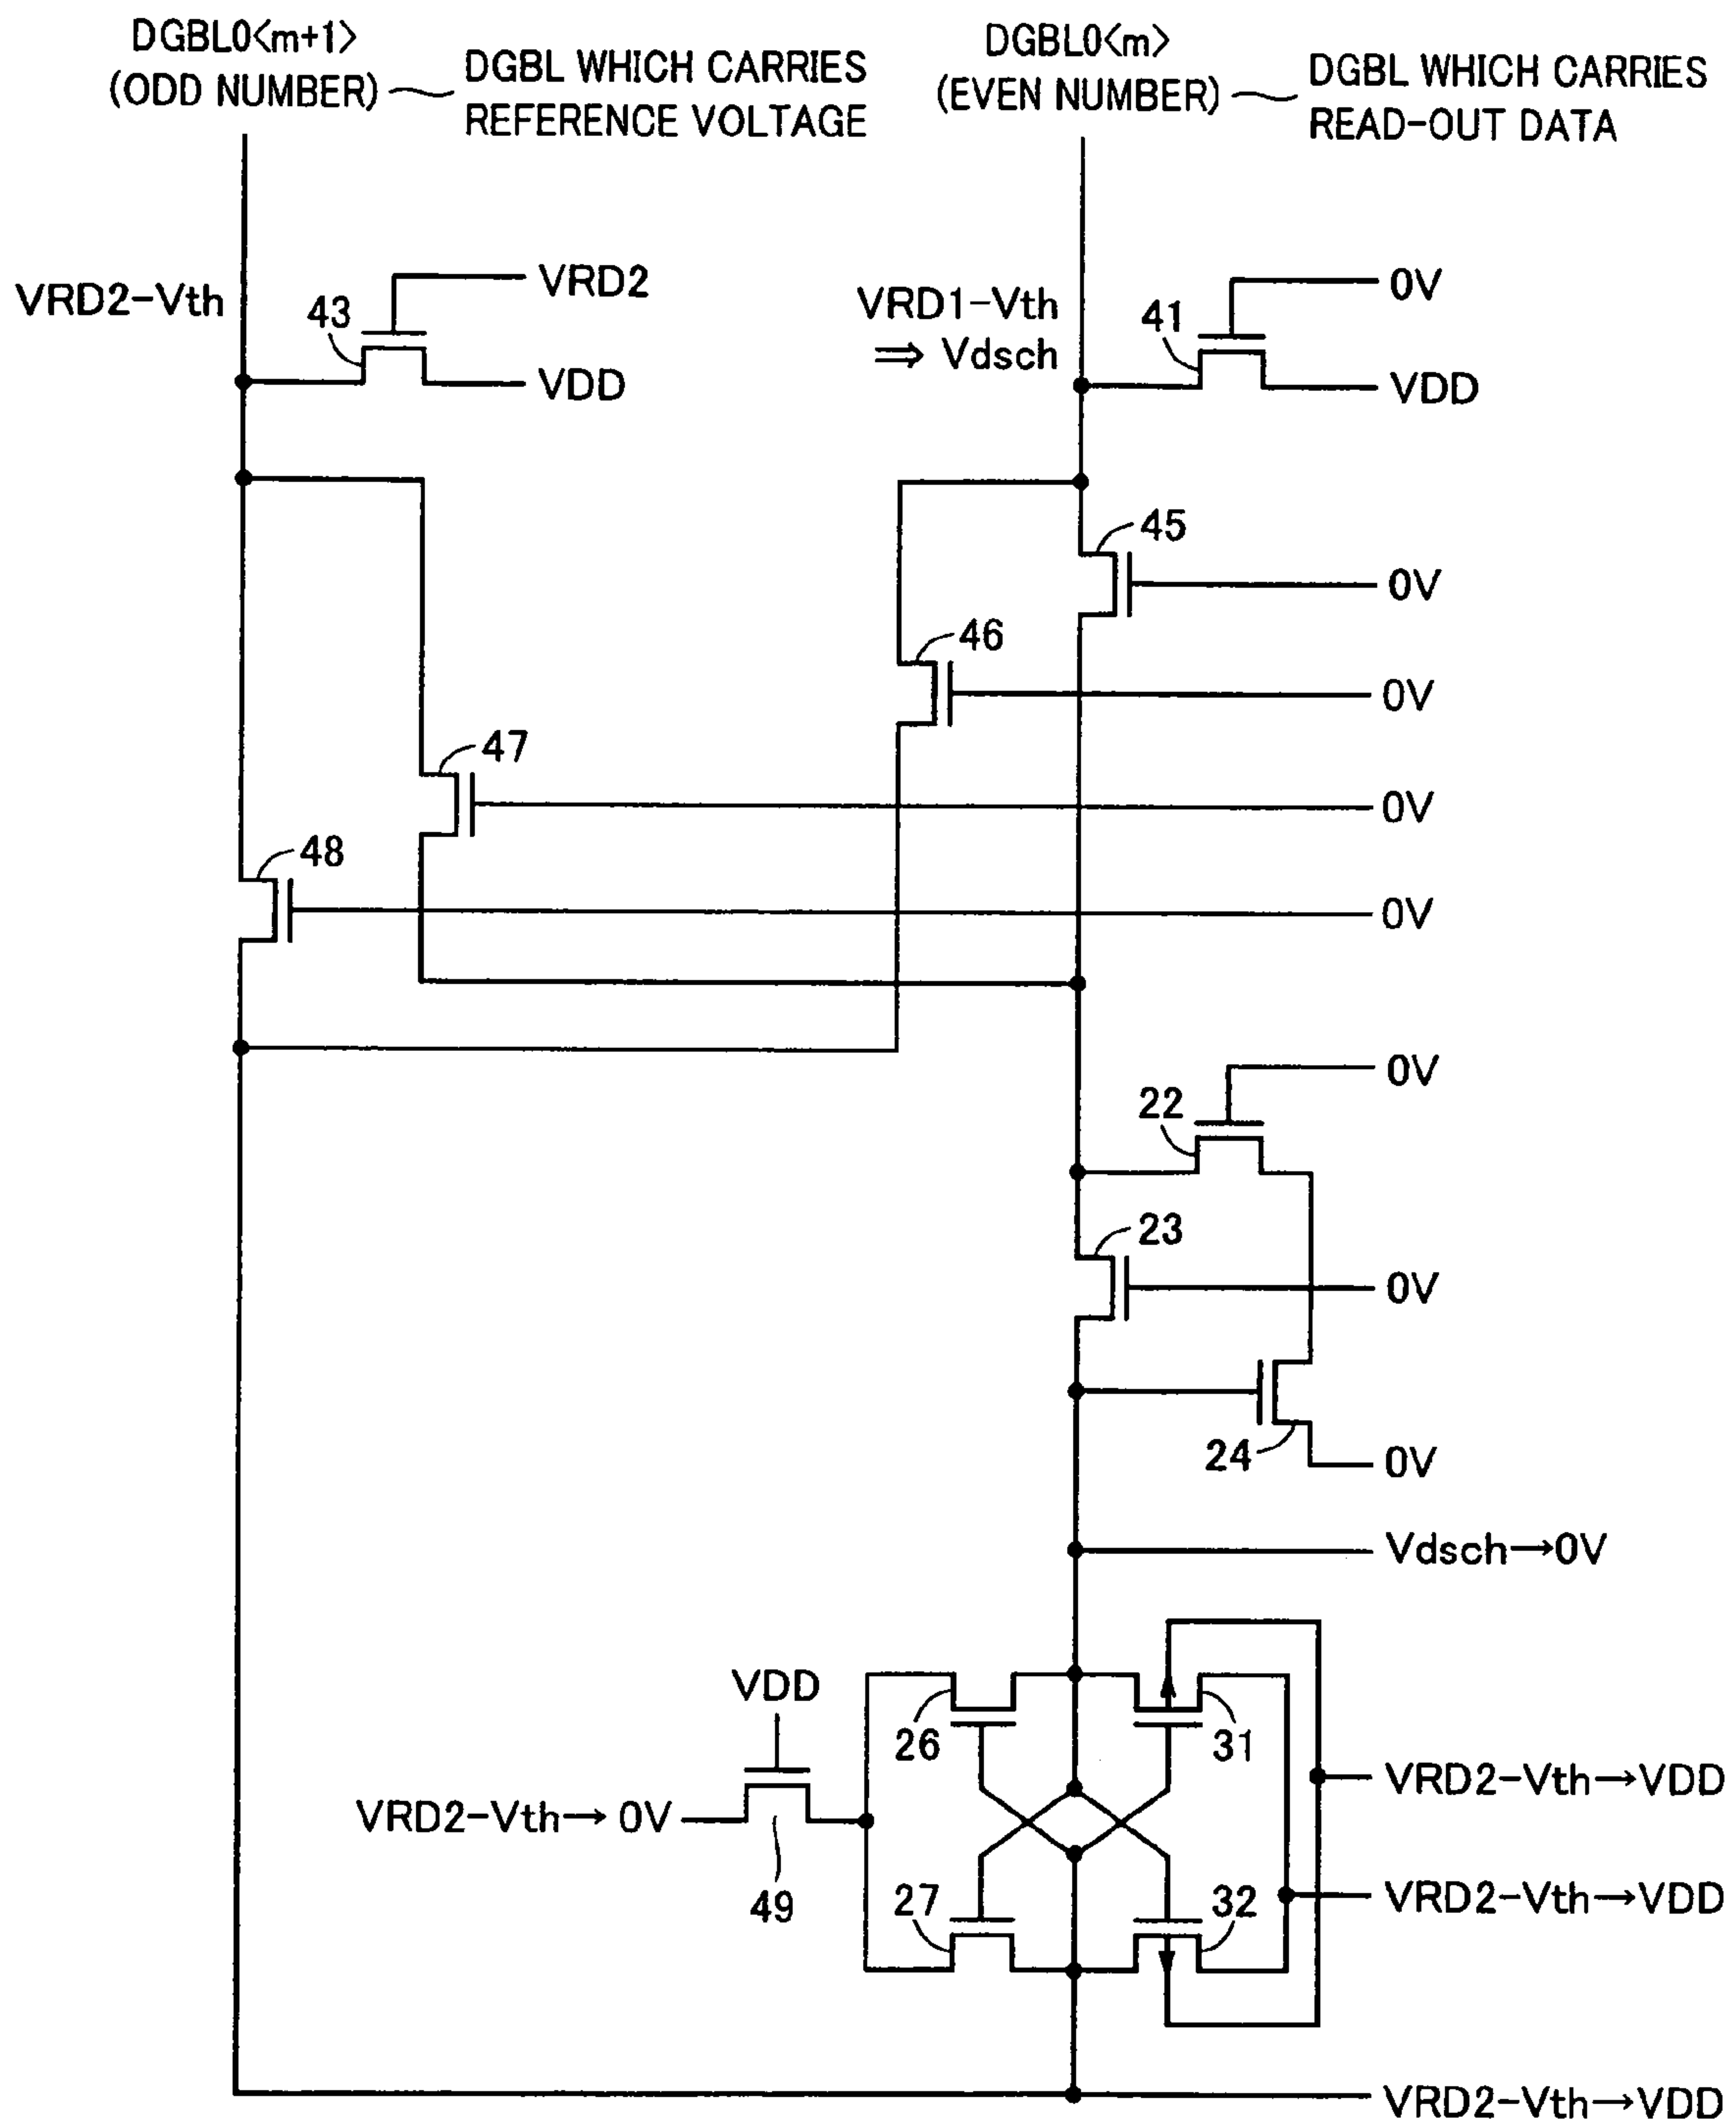 DGBL0<m+1>
(ODD NUMBER)
DGBL WHICH CARRIES
REFERENCE VOLTAGE
DGBL0<m>
(EVEN NUMBER)
DGBL WHICH CARRIES
READ-OUT DATA
VRD2-Vth
43
VRD2
VDD
VRD1-Vth
⇒ Vdsch
41
0V
VDD
45
0V
46
0V
47
0V
48
0V
22
0V
23
0V
24
0V
Vdsch→0V
VDD
26
31
VRD2-Vth→VDD
VRD2-Vth→ 0V
49
27
32
VRD2-Vth→VDD
VRD2-Vth→VDD